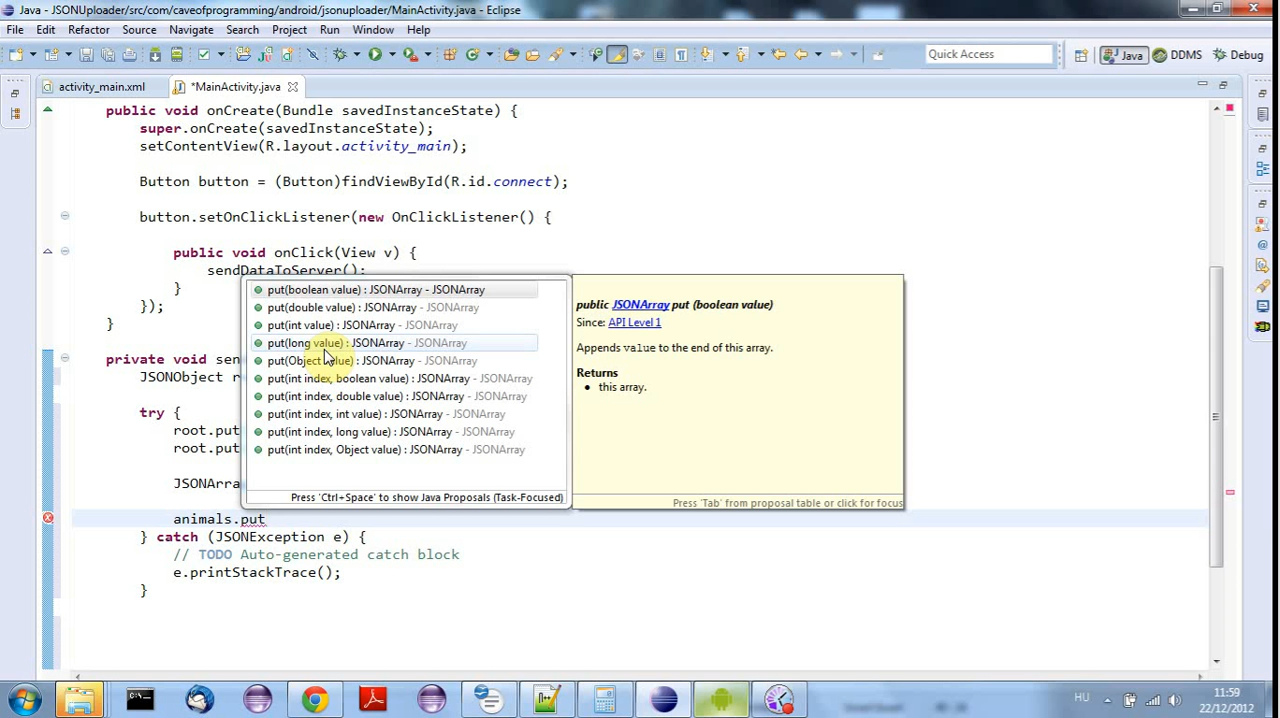 Java - JSONUploader/src/com/caveofprogramming/android/jsonuploader/MainActivity.java - Eclipse
File Edit Refactor Source Navigate Search Project Run Window Help
Quick Access Java DDMS Debug
activity_main.xml *MainActivity.java
public void onCreate(Bundle savedInstanceState) {
super.onCreate(savedInstanceState);
setContentView(R.layout.activity_main);
Button button = (Button)findViewById(R.id.connect);
button.setOnClickListener(new OnClickListener() {
public void onClick(View v) {
sendDataToServer();
}
});
}
private void sen
JSONObject r
try {
root.put
root.put
JSONArra
animals.put
} catch (JSONException e) {
// TODO Auto-generated catch block
e.printStackTrace();
}
put(boolean value) : JSONArray - JSONArray
put(double value) : JSONArray - JSONArray
put(int value) : JSONArray - JSONArray
put(long value) : JSONArray - JSONArray
put(Object value) : JSONArray - JSONArray
put(int index, boolean value) : JSONArray - JSONArray
put(int index, double value) : JSONArray - JSONArray
put(int index, int value) : JSONArray - JSONArray
put(int index, long value) : JSONArray - JSONArray
put(int index, Object value) : JSONArray - JSONArray
Press 'Ctrl+Space' to show Java Proposals (Task-Focused)
public JSONArray put (boolean value)
Since: API Level 1
Appends value to the end of this array.
Returns
this array.
Press 'Tab' from proposal table or click for focus
HU 11:59
22/12/2012